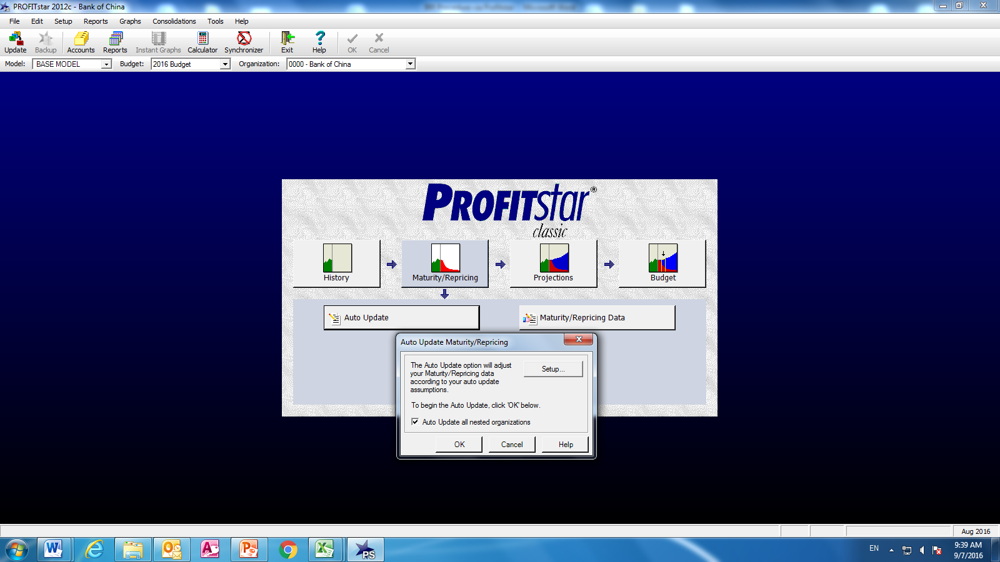 PROFITstar 2012c - Bank of China
File Edit Setup Reports Graphs Consolidations Tools Help
Update Backup Accounts Reports Instant Graphs Calculator Synchronizer Exit Help OK Cancel
Model: BASE MODEL Budget: 2016 Budget Organization: 0000 - Bank of China
PROFITstar®
classic
History Maturity/Repricing Projections Budget
Auto Update Maturity/Repricing Data
Auto Update Maturity/Repricing
The Auto Update option will adjust
your Maturity/Repricing data
according to your auto update
assumptions.
Setup...
To begin the Auto Update, click 'OK' below.
Auto Update all nested organizations
OK Cancel Help
Aug 2016
PS
EN
9:39 AM
9/7/2016